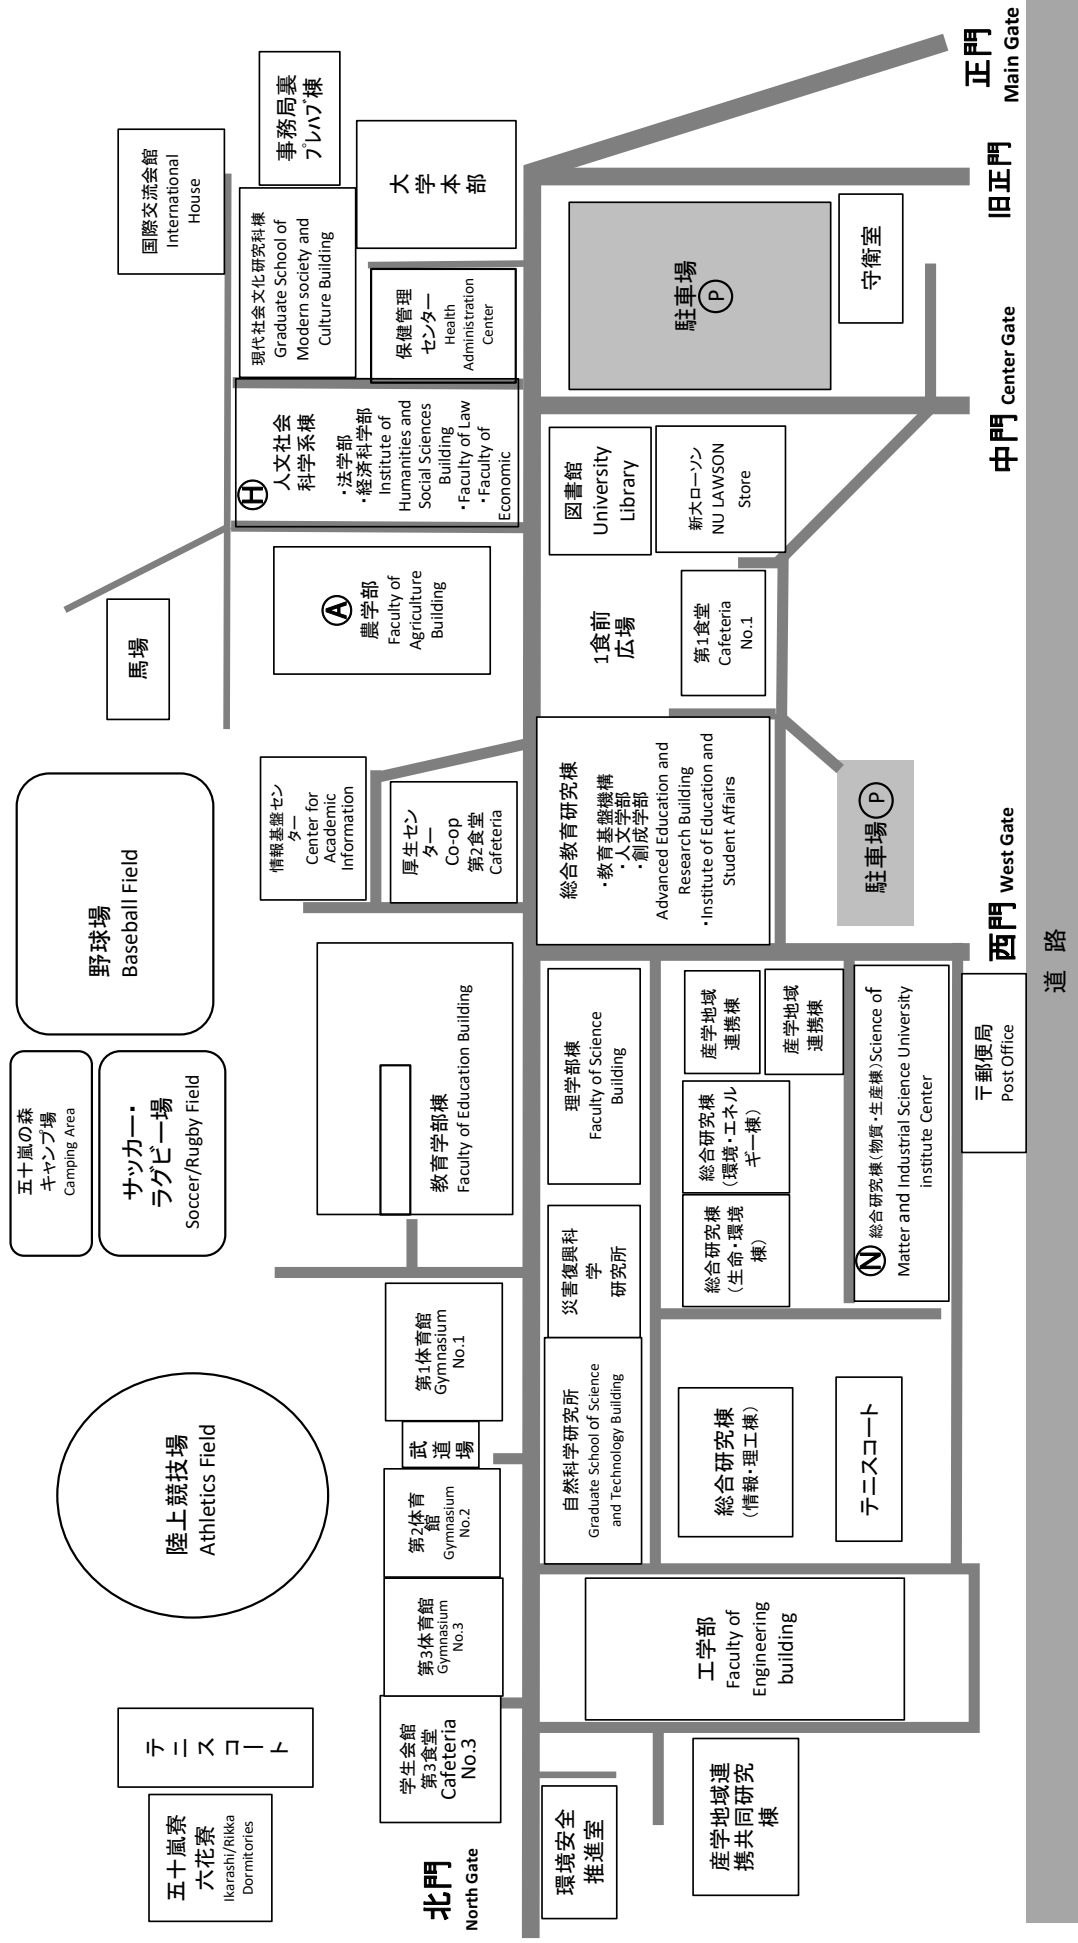 五十嵐寮
六花寮
Ikarashi/Rikka
Dormitories
テニスコート
陸上競技場
Athletics Field
五十嵐の森
キャンプ場
Camping Area
サッカー・
ラグビー場
Soccer/Rugby Field
野球場
Baseball Field
馬場
国際交流会館
International
House
北門
North Gate
学生会館
第3食堂
Cafeteria
No.3
第3体育館
Gymnasium
No.3
第2体育
館
Gymnasium
No.2
武
道
場
第1体育館
Gymnasium
No.1
教育学部棟
Faculty of Education Building
情報基盤セン
ター
Center for
Academic
Information
厚生セン
ター
Co-op
第2食堂
Cafeteria
Ⓐ
農学部
Faculty of
Agriculture
Building
Ⓗ
人文社会
科学系棟
・法学部
・経済科学部
Institute of
Humanities and
Social Sciences
Building
・Faculty of Law
・Faculty of
Economic
現代社会文化研究科棟
Graduate School of
Modern society and
Culture Building
保健管理
センター
Health
Administration
Center
事務局裏
プレハブ棟
大
学
本
部
環境安全
推進室
産学地域連
携共同研究
棟
工学部
Faculty of
Engineering
building
自然科学研究所
Graduate School of Science
and Technology Building
災害復興科
学
研究所
理学部棟
Faculty of Science
Building
総合研究棟
（情報・理工棟）
テニスコート
総合研究棟
（生命・環境
棟）
総合研究棟
（環境・エネル
ギー棟）
産学地域
連携棟
産学地域
連携棟
Ⓝ 総合研究棟（物質・生産棟）Science of
Matter and Industrial Science University
institute Center
〒郵便局
Post Office
総合教育研究棟
・教育基盤機構
・人文学部
・創成学部
Advanced Education and
Research Building
・Institute of Education and
Student Affairs
1食前
広場
第1食堂
Cafeteria
No.1
図書館
University
Library
新大ローソン
NU LAWSON
Store
駐車場
Ⓟ
守衛室
駐車場Ⓟ
西門 West Gate
中門 Center Gate
旧正門
正門
Main Gate
道 路